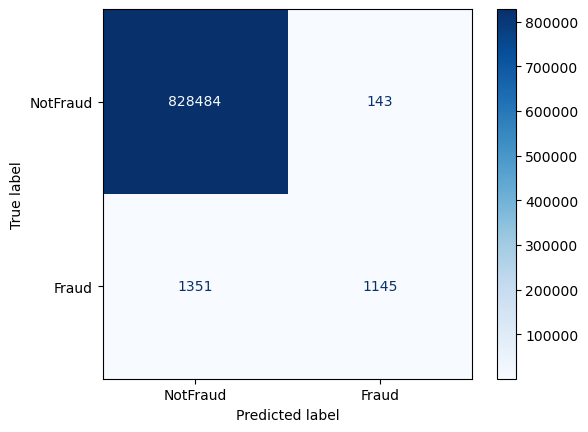 NotFraud
828484
143
Fraud
1351
1145
True label
NotFraud
Fraud
Predicted label
800000
700000
600000
500000
400000
300000
200000
100000